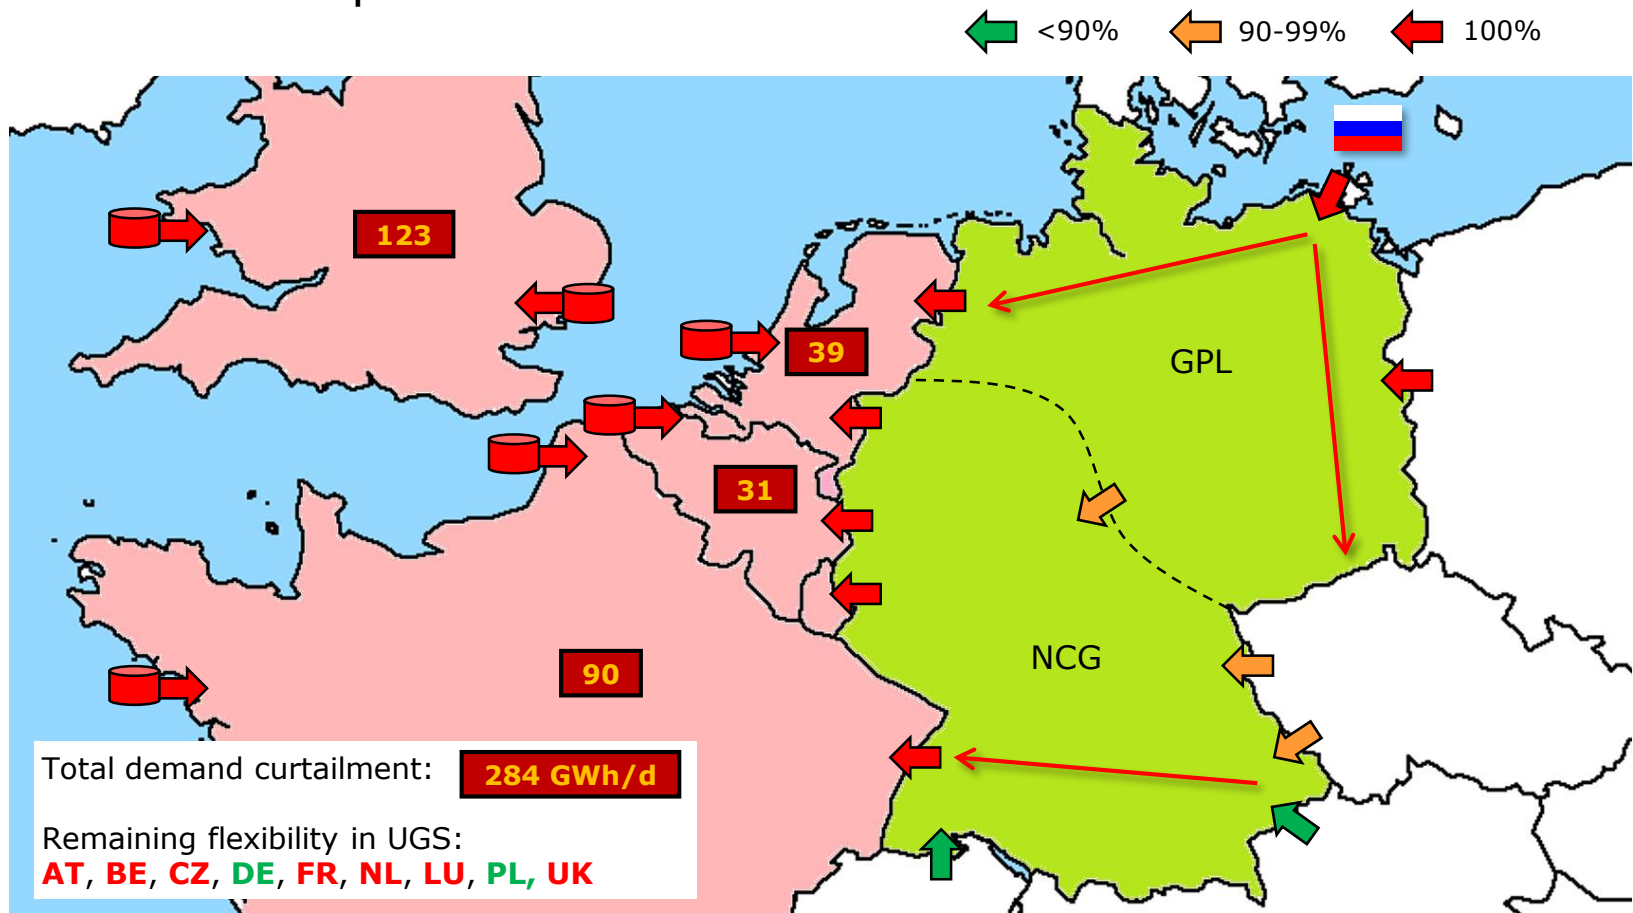 <90%
90-99%
100%
123
39
GPL
31
NCG
90
Total demand curtailment:
284 GWh/d
Remaining flexibility in UGS:
AT, BE, CZ, DE, FR, NL, LU, PL, UK